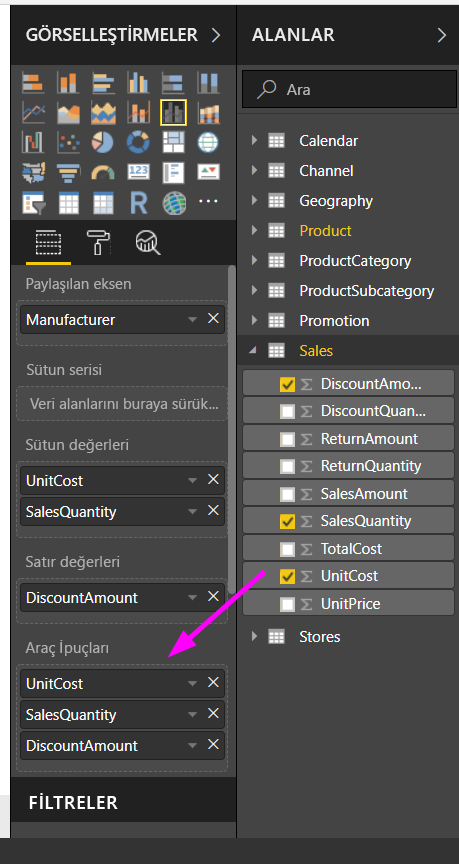 GÖRSELLEŞTİRMELER
123
R
Paylaşılan eksen
Manufacturer
Sütun serisi
Veri alanlarını buraya sürük...
Sütun değerleri
UnitCost
SalesQuantity
Satır değerleri
DiscountAmount
Araç İpuçları
UnitCost
SalesQuantity
DiscountAmount
FİLTRELER
ALANLAR
Ara
Calendar
Channel
Geography
Product
ProductCategory
ProductSubcategory
Promotion
Sales
Σ DiscountAmo...
Σ DiscountQuan...
Σ ReturnAmount
Σ ReturnQuantity
Σ SalesAmount
Σ SalesQuantity
Σ TotalCost
Σ UnitCost
Σ UnitPrice
Stores